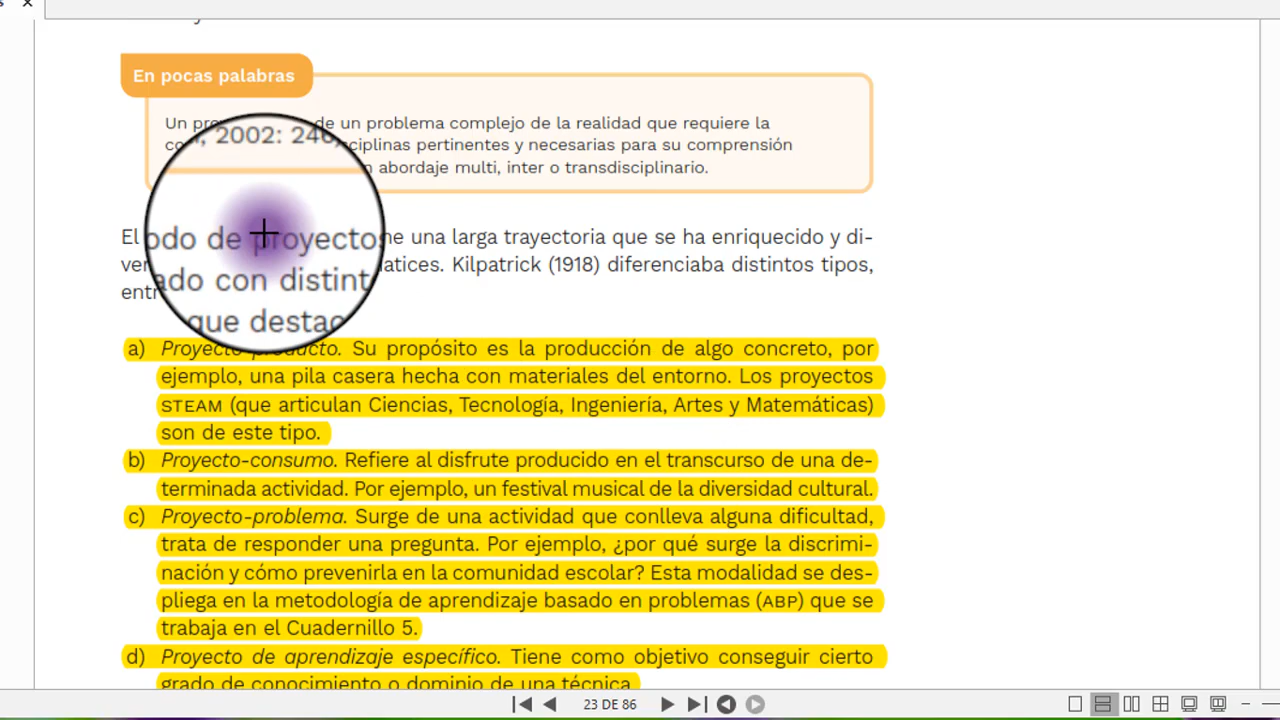 En pocas palabras
Un de un problema complejo de la realidad que requiere la
pertinentes y necesarias para su comprensión
abordaje multi, inter o transdisciplinario.
2002: 246
El odo de proyecto ne una larga trayectoria que se ha enriquecido y di-
ado con distint atices. Kilpatrick (1918) diferenciaba distintos tipos,
que destac
a) Proyecto-producto. Su propósito es la producción de algo concreto, por
ejemplo, una pila casera hecha con materiales del entorno. Los proyectos
STEAM (que articulan Ciencias, Tecnología, Ingeniería, Artes y Matemáticas)
son de este tipo.
b) Proyecto-consumo. Refiere al disfrute producido en el transcurso de una de-
terminada actividad. Por ejemplo, un festival musical de la diversidad cultural.
c) Proyecto-problema. Surge de una actividad que conlleva alguna dificultad,
trata de responder una pregunta. Por ejemplo, ¿por qué surge la discrimi-
nación y cómo prevenirla en la comunidad escolar? Esta modalidad se des-
pliega en la metodología de aprendizaje basado en problemas (ABP) que se
trabaja en el Cuadernillo 5.
d) Proyecto de aprendizaje específico. Tiene como objetivo conseguir cierto
grado de conocimiento o dominio de una técnica.
23 DE 86